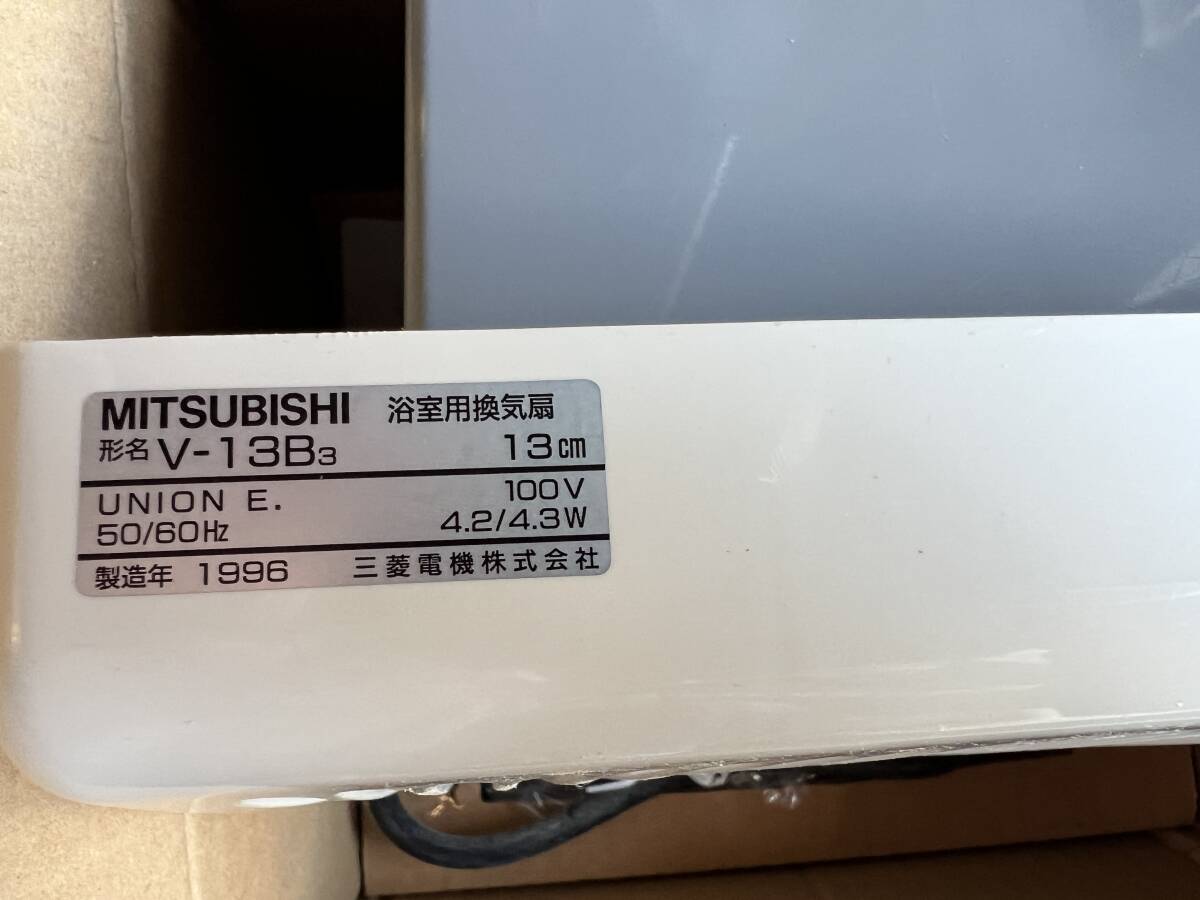 MITSUBISHI 浴室用換気扇
形名 V-13B3 13cm
UNION E. 100V
50/60Hz 4.2/4.3W
製造年 1996 三菱電機株式会社